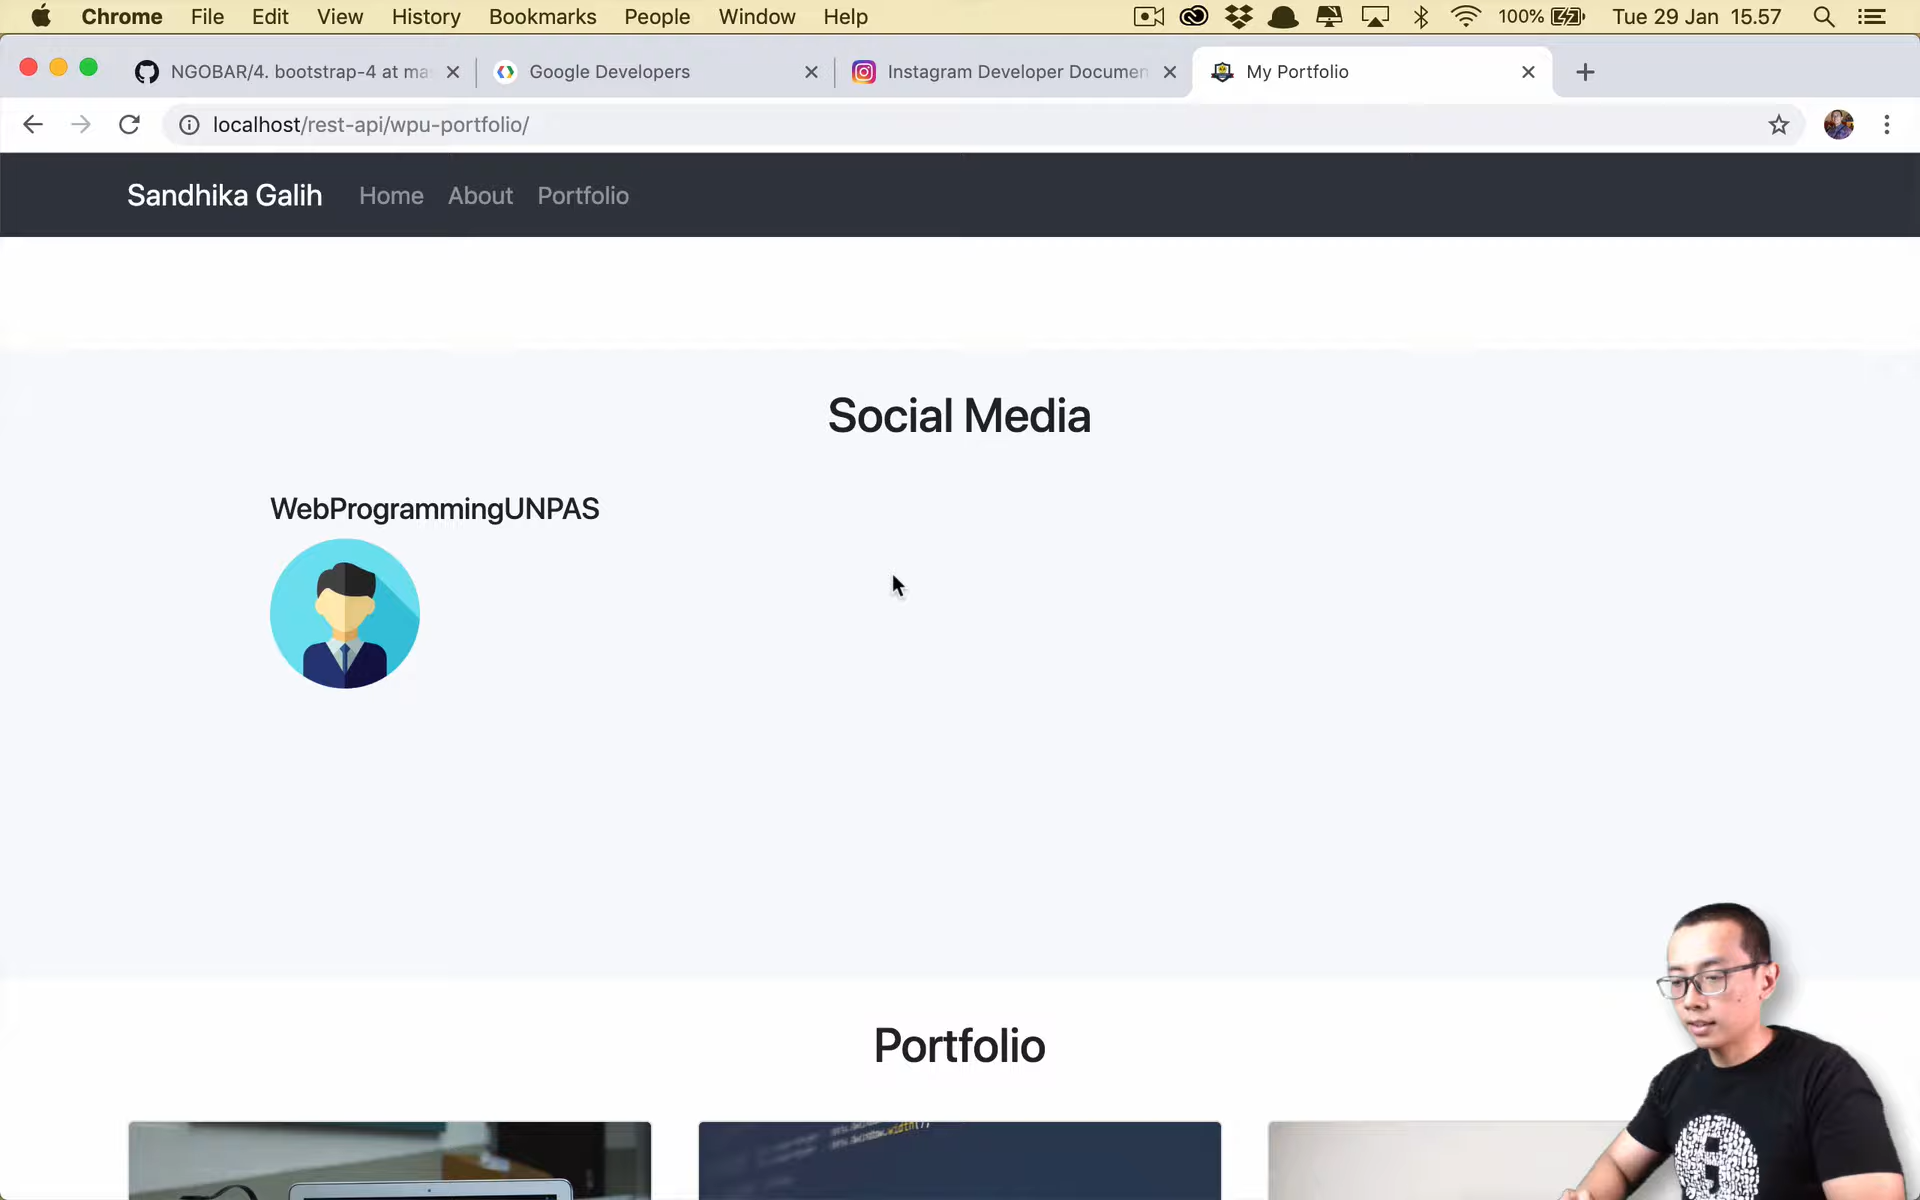 Chrome File Edit View History Bookmarks People Window Help 100% Tue 29 Jan 15.57
NGOBAR/4. bootstrap-4 at ma
Google Developers
Instagram Developer Documen
My Portfolio
localhost/rest-api/wpu-portfolio/
Sandhika Galih Home About Portfolio
Social Media
WebProgrammingUNPAS
Portfolio